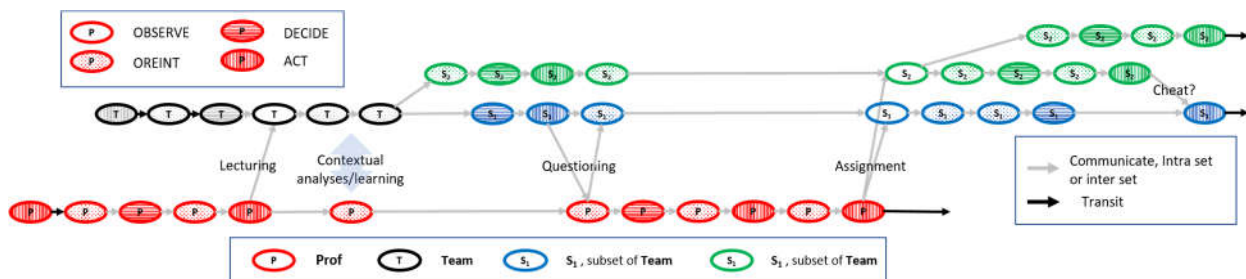 P OBSERVE P DECIDE
P OREINT P ACT
S₂ S₂ S₂ S₂
S₂ S₂ S₂ S₂ S₂ S₂ S₂ S₂ S₂
Cheat?
T T T T T T S₁ S₁ S₁ S₁ S₁ S₁ S₁ S₁
Lecturing
Contextual
analyses/learning
Questioning
Assignment
Communicate, Intra set
or inter set
Transit
P P P P P P P P P P P P
P Prof T Team S₁ S₁ , subset of Team S₁ S₁ , subset of Team